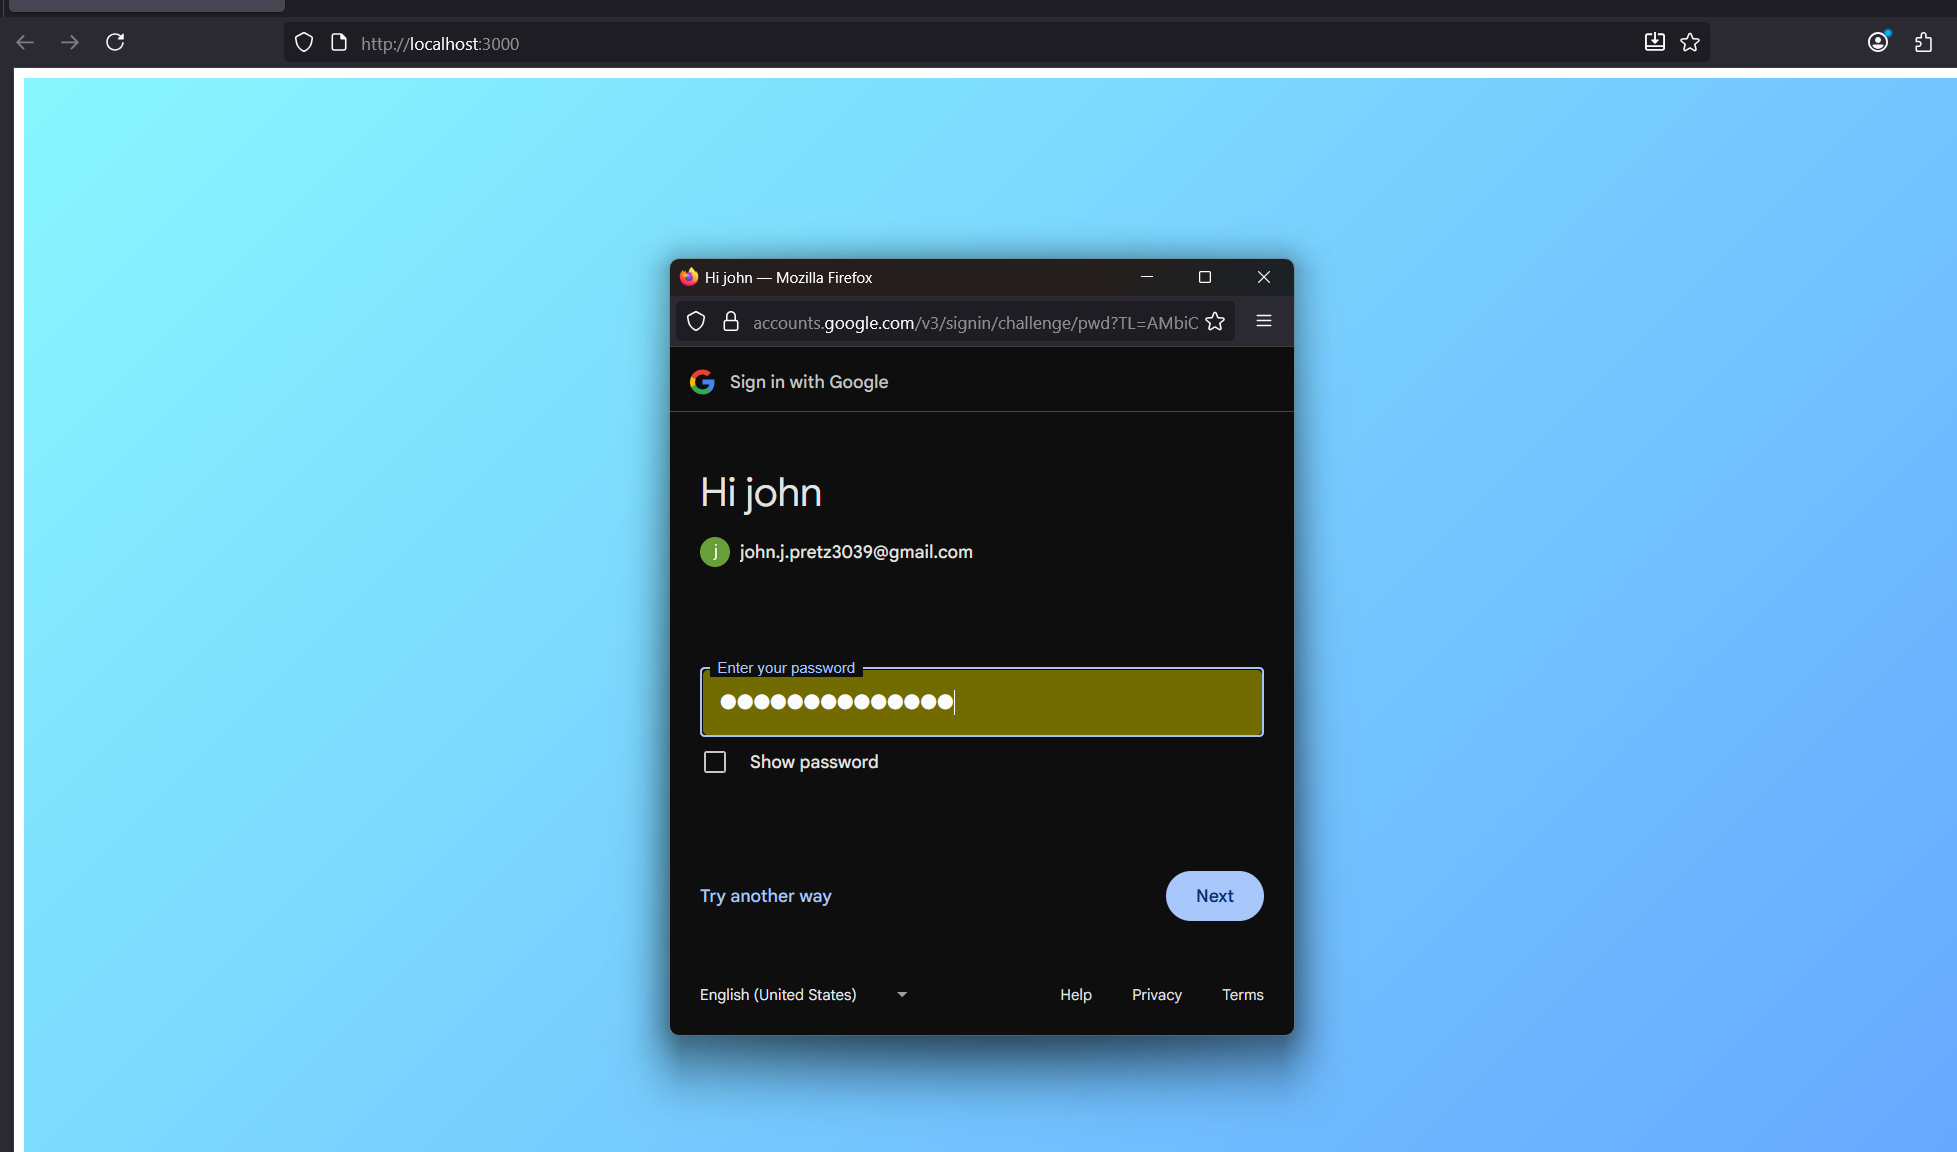 http://localhost:3000
Hi john — Mozilla Firefox
accounts.google.com/v3/signin/challenge/pwd?TL=AMbiC
Sign in with Google
Hi john
j
john.j.pretz3039@gmail.com
Enter your password
●●●●●●●●●●●●●●
Show password
Try another way
Next
English (United States)
Help
Privacy
Terms